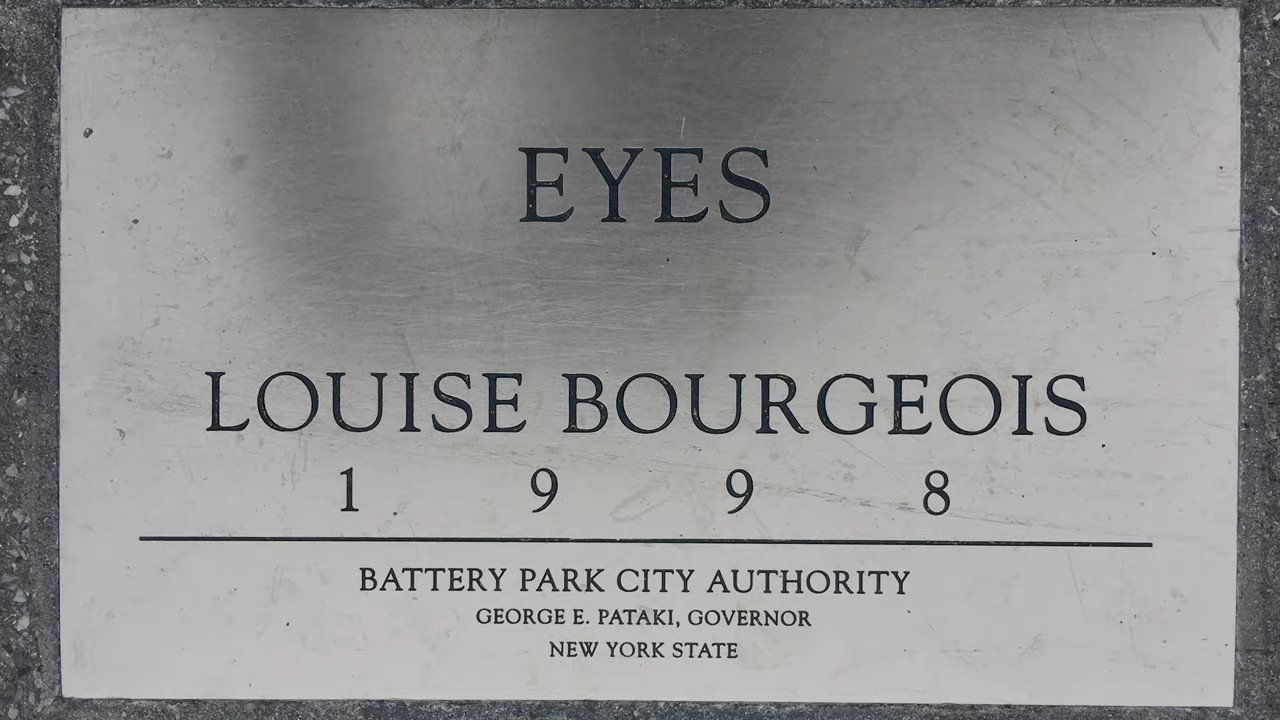 EYES
LOUISE BOURGEOIS
1 9 9 8
BATTERY PARK CITY AUTHORITY
GEORGE E. PATAKI, GOVERNOR
NEW YORK STATE